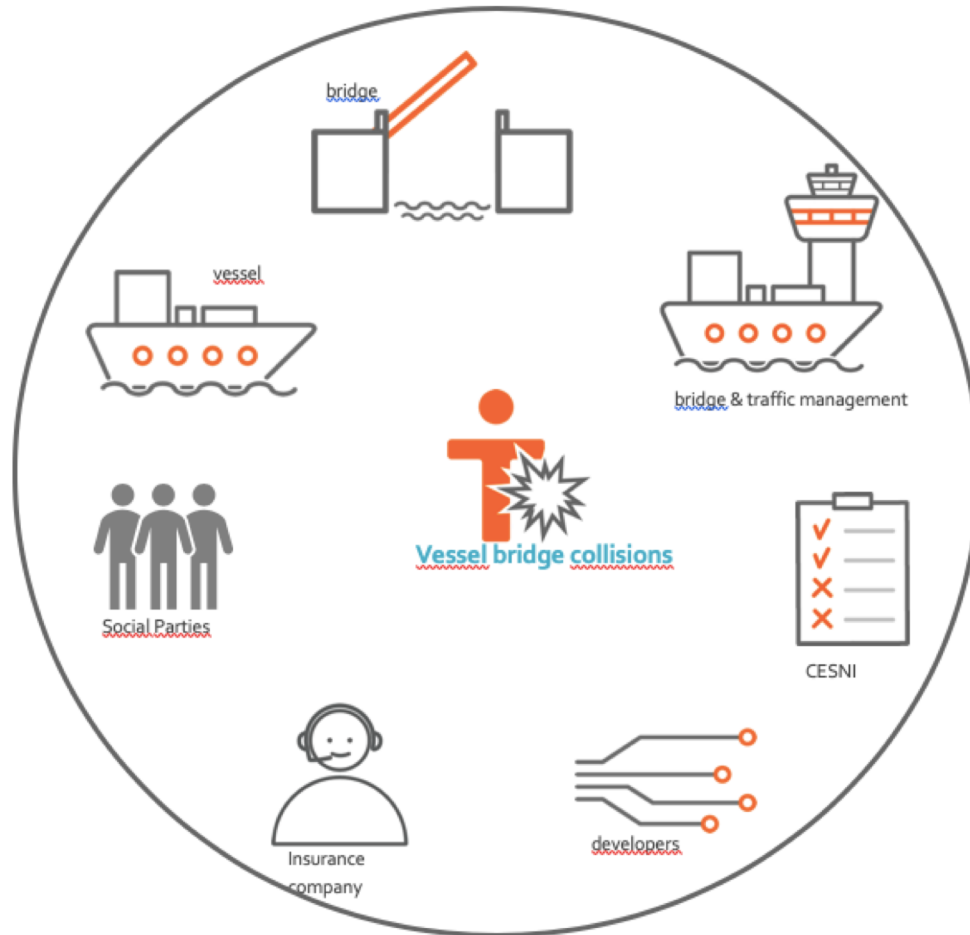 bridge
vessel
bridge & traffic management
Vessel bridge collisions
Social Parties
CESNI
developers
Insurance
company